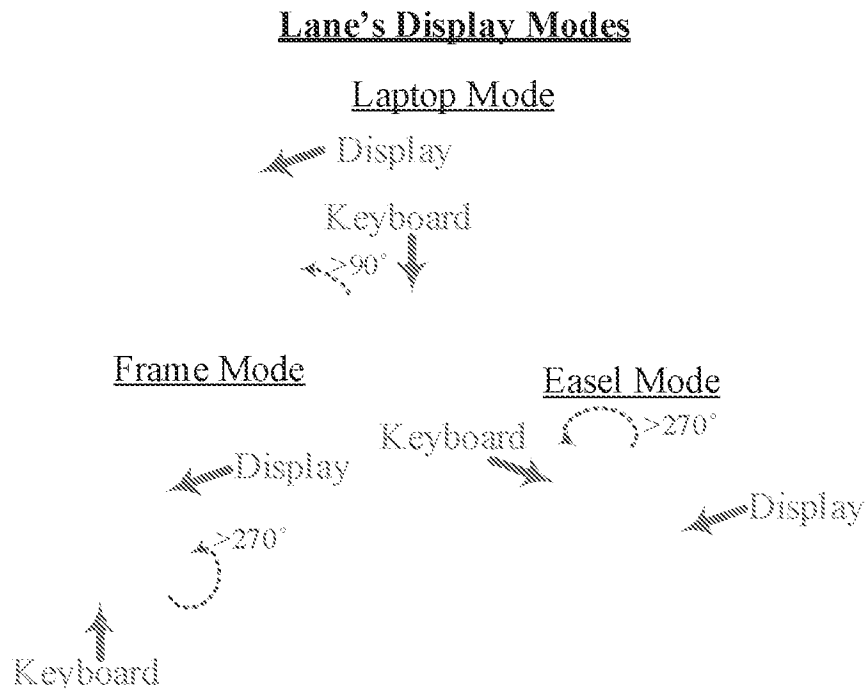 Lane's Display Modes
Laptop Mode
Display
Keyboard
>90°
Frame Mode
Display
>270°
Keyboard
Easel Mode
Keyboard
>270°
Display